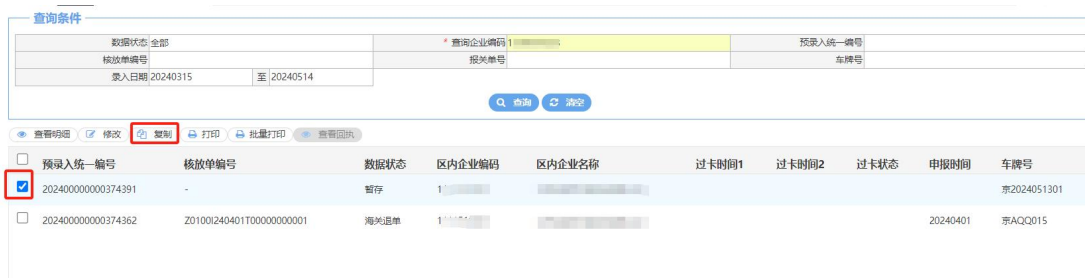 查询条件
数据状态 全部 * 查询企业编码 1 预录入统一编号
核放单编号 报关单号 车牌号
录入日期 20240315 至 20240514
查询 清空
查看明细 修改 复制 打印 批量打印 查看回执
预录入统一编号 核放单编号 数据状态 区内企业编码 区内企业名称 过卡时间1 过卡时间2 过卡状态 申报时间 车牌号
202400000000374391 - 暂存 1 京2024051301
202400000000374362 Z0100I240401T00000000001 海关退单 1 20240401 京AQQ015